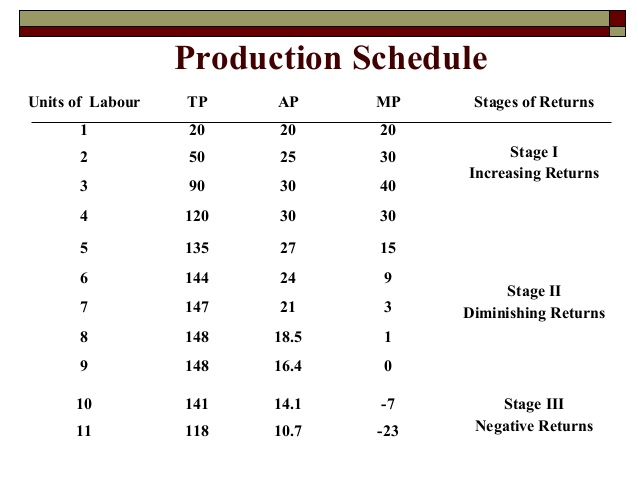 Production Schedule
Units of Labour TP AP MP Stages of Returns
1 20 20 20
2 50 25 30 Stage I
Increasing Returns
3 90 30 40
4 120 30 30
5 135 27 15
6 144 24 9
Stage II
7 147 21 3 Diminishing Returns
8 148 18.5 1
9 148 16.4 0
10 141 14.1 -7 Stage III
11 118 10.7 -23 Negative Returns